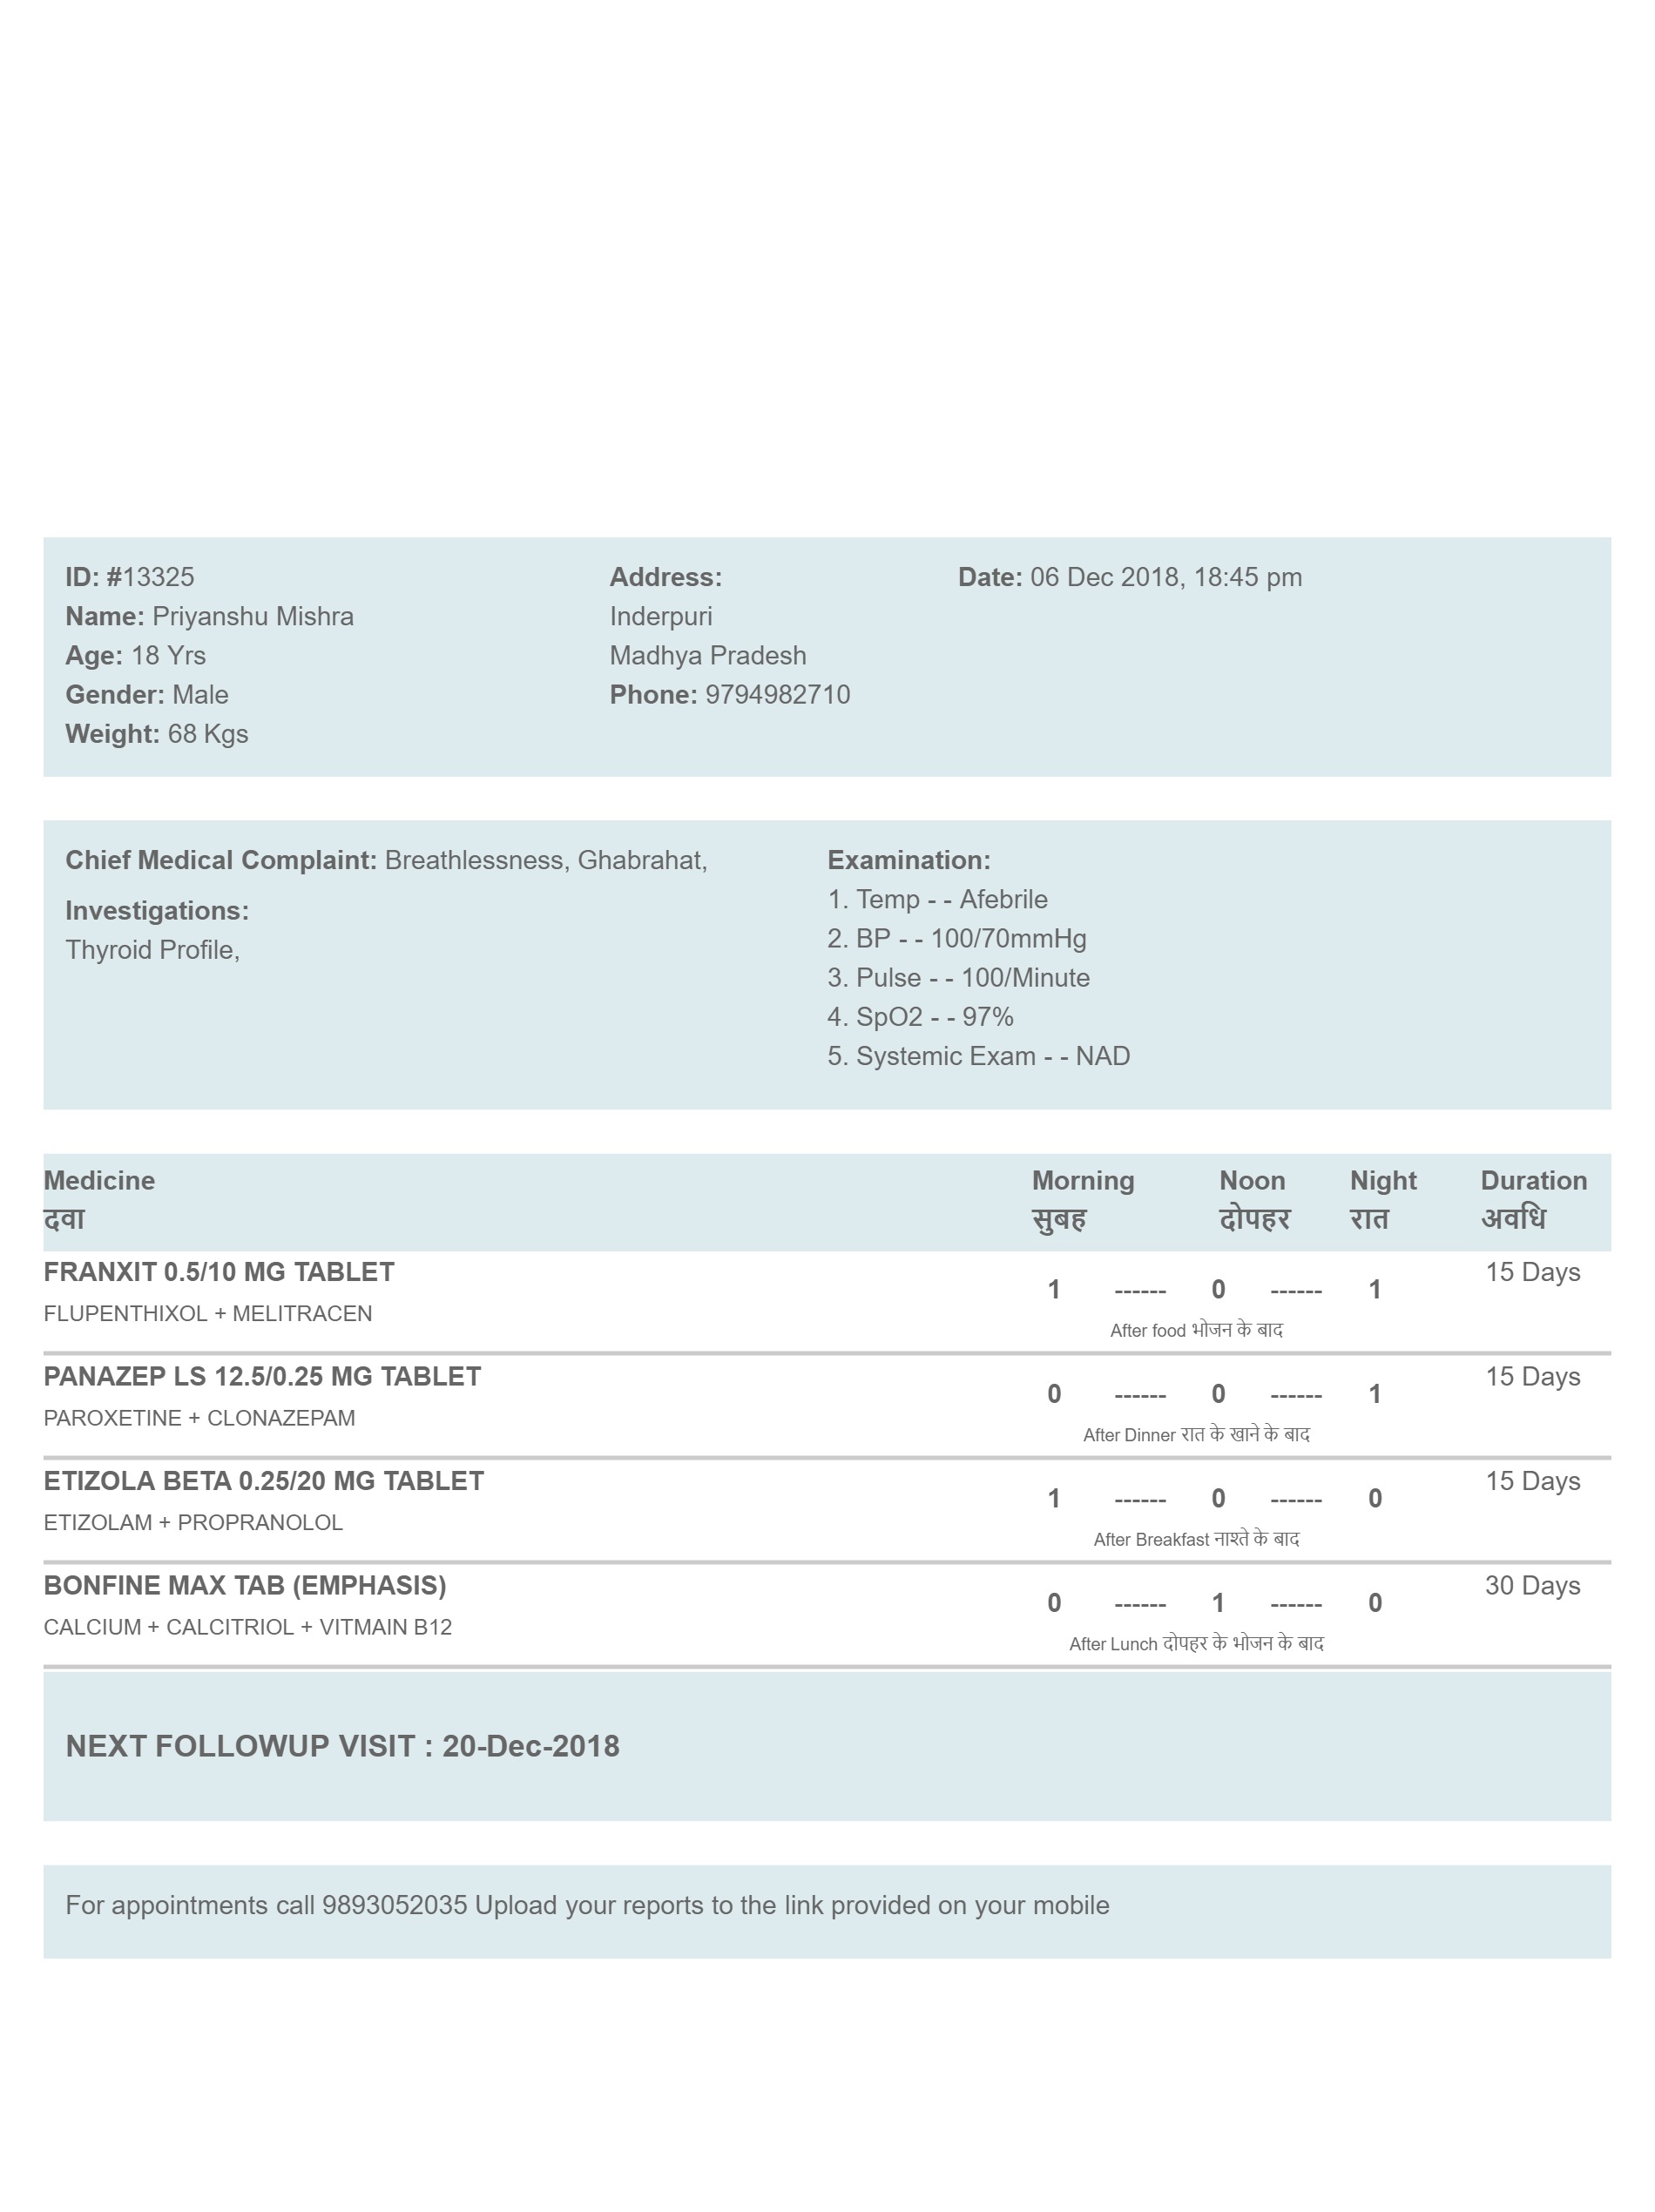 ID: #13325
Name: Priyanshu Mishra
Age: 18 Yrs
Gender: Male
Weight: 68 Kgs
Address:
Inderpuri
Madhya Pradesh
Phone: 9794982710
Date: 06 Dec 2018, 18:45 pm
Chief Medical Complaint: Breathlessness, Ghabrahat,
Investigations:
Thyroid Profile,
Examination:
1. Temp - - Afebrile
2. BP - - 100/70mmHg
3. Pulse - - 100/Minute
4. SpO2 - - 97%
5. Systemic Exam - - NAD
Medicine Morning Noon Night Duration
दवा सुबह दोपहर रात अवधि
FRANXIT 0.5/10 MG TABLET 1 ------ 0 ------ 1 15 Days
FLUPENTHIXOL + MELITRACEN After food भोजन के बाद
PANAZEP LS 12.5/0.25 MG TABLET 0 ------ 0 ------ 1 15 Days
PAROXETINE + CLONAZEPAM After Dinner रात के खाने के बाद
ETIZOLA BETA 0.25/20 MG TABLET 1 ------ 0 ------ 0 15 Days
ETIZOLAM + PROPRANOLOL After Breakfast नाश्ते के बाद
BONFINE MAX TAB (EMPHASIS) 0 ------ 1 ------ 0 30 Days
CALCIUM + CALCITRIOL + VITMAIN B12 After Lunch दोपहर के भोजन के बाद
NEXT FOLLOWUP VISIT : 20-Dec-2018
For appointments call 9893052035 Upload your reports to the link provided on your mobile